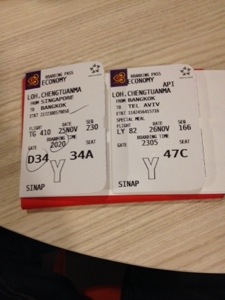 BOARDING PASS
ECONOMY
LOH.CHENGTUANMA
FROM SINGAPORE
TO BANGKOK
FLIGHT DATE SEQ
TG 410 25NOV 230
BOARDING TIME
2020
GATE SEAT
D34 34A
Y
SINAP
BOARDING PASS
ECONOMY
API
LOH.CHENGTUANMA
FROM BANGKOK
TO TEL AVIV
SPECIAL MEAL
FLIGHT DATE SEQ
LY 82 26NOV 166
BOARDING TIME
2305
GATE SEAT
47C
Y
SINAP